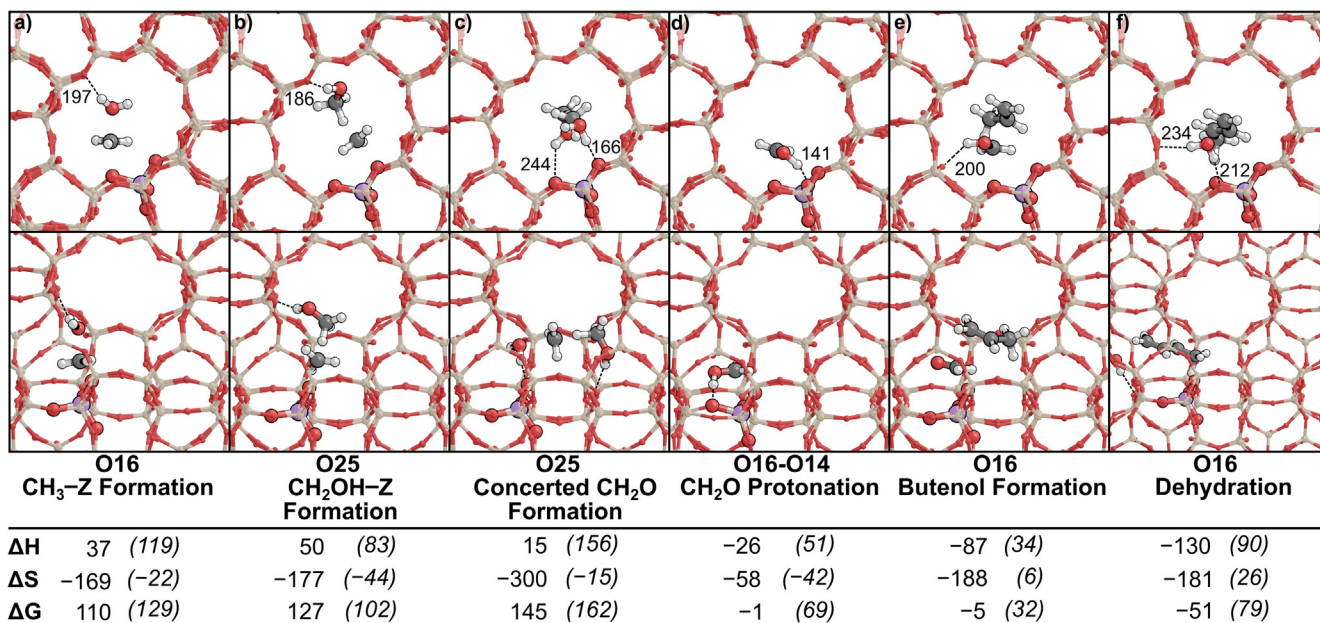 a) b) c) d) e) f)
197 186 244 166 141 200 234 212
O16 O25 O25 O16-O14 O16 O16
CH₃–Z Formation CH₂OH–Z Formation Concerted CH₂O Formation CH₂O Protonation Butenol Formation Dehydration
ΔH 37 (119) 50 (83) 15 (156) −26 (51) −87 (34) −130 (90)
ΔS −169 (−22) −177 (−44) −300 (−15) −58 (−42) −188 (6) −181 (26)
ΔG 110 (129) 127 (102) 145 (162) −1 (69) −5 (32) −51 (79)